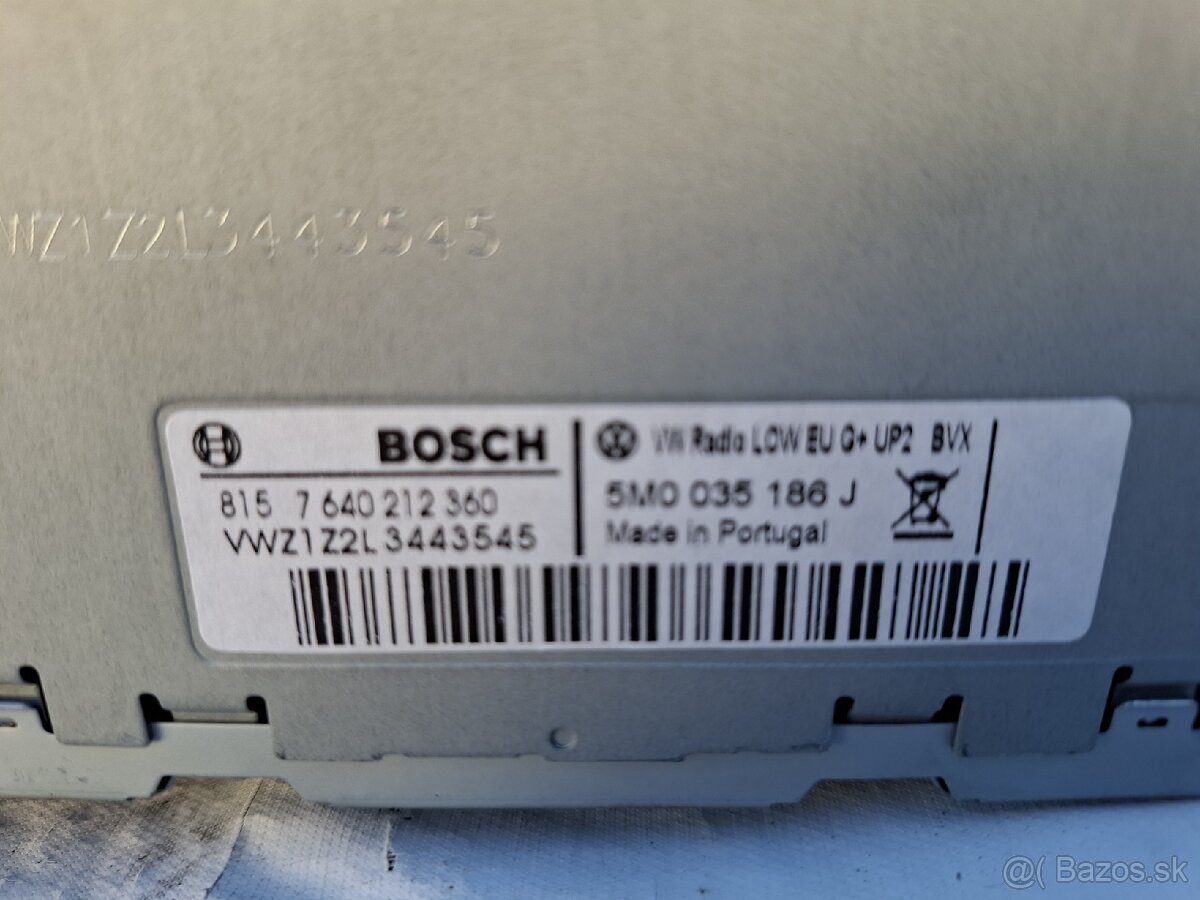 WZ1Z2L3443545
BOSCH
815 7 640 212 360
VWZ1Z2L3443545
VW Radio LOW EU G+ UP2 BVX
5M0 035 186 J
Made in Portugal
@( Bazos.sk